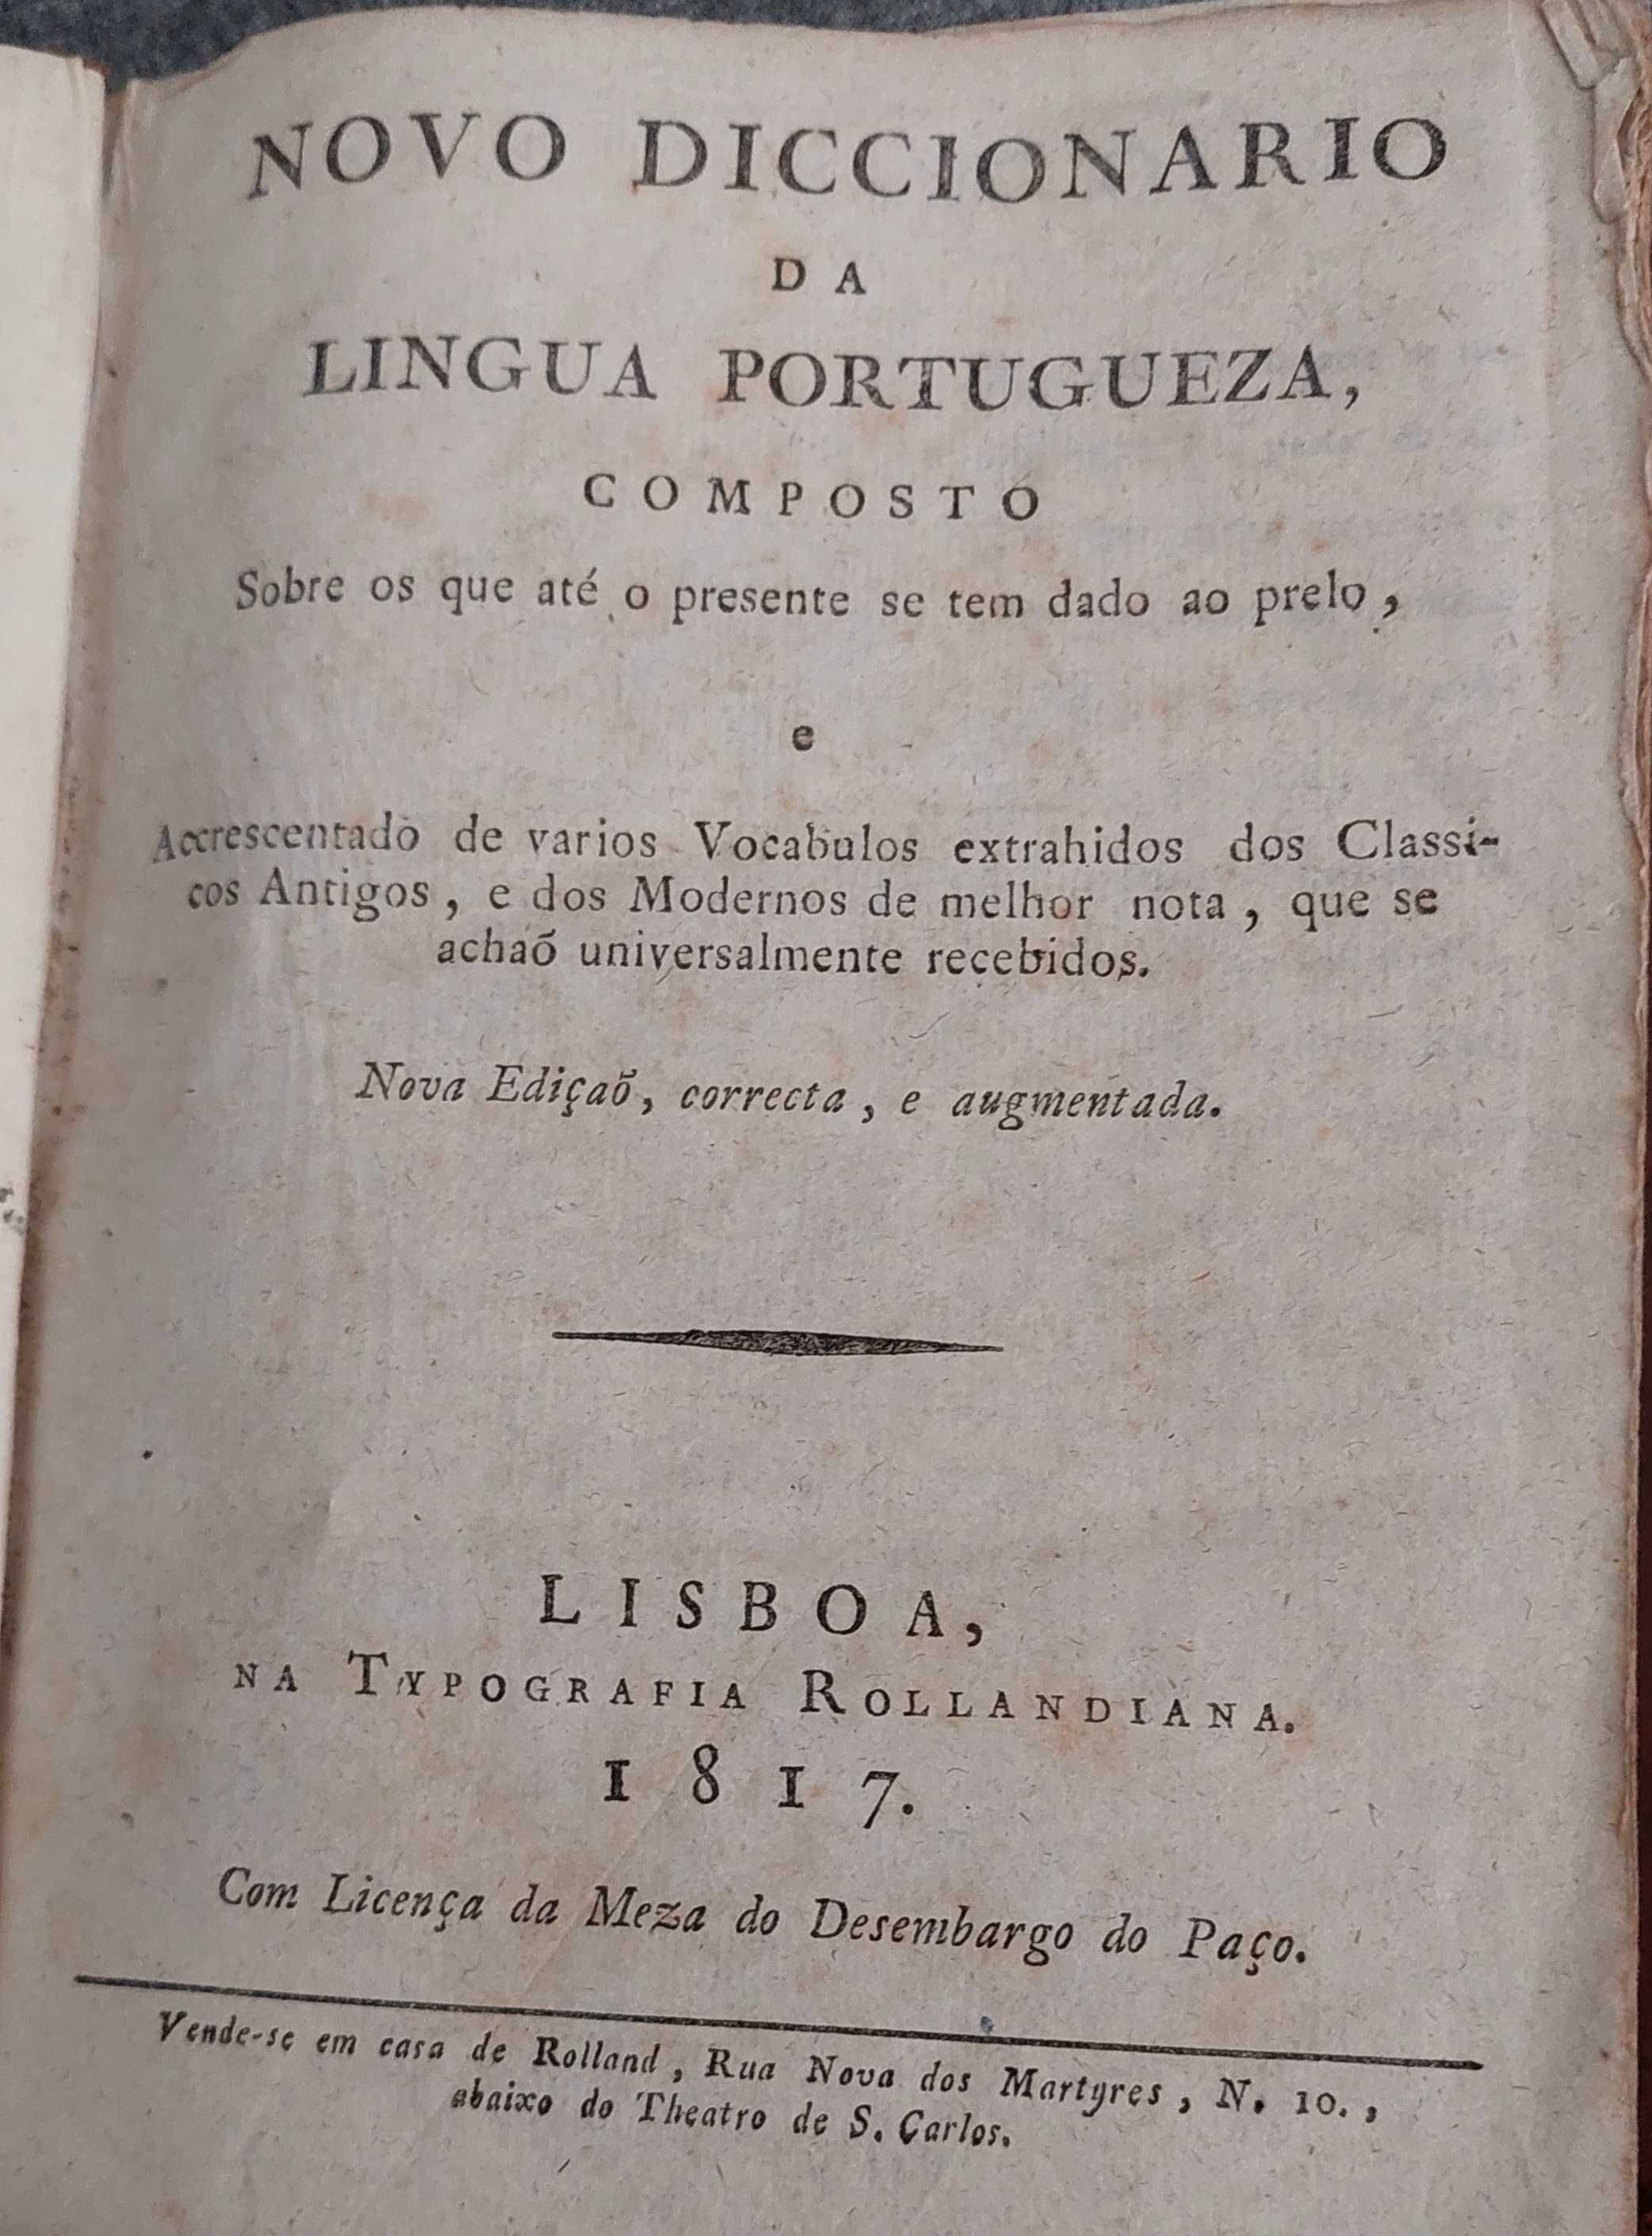 NOVO DICCIONARIO
DA
LINGUA PORTUGUEZA,
COMPOSTO
Sobre os que até o presente se tem dado ao prelo,
e
Accrescentado de varios Vocabulos extrahidos dos Classi-
cos Antigos, e dos Modernos de melhor nota, que se
achaõ universalmente recebidos.
Nova Ediçaõ, correcta, e augmentada.
LISBOA,
NA TYPOGRAFIA ROLLANDIANA.
1817.
Com Licença da Meza do Desembargo do Paço.
Vende-se em casa de Rolland, Rua Nova dos Martyres, N. 10.,
abaixo do Theatro de S. Carlos.